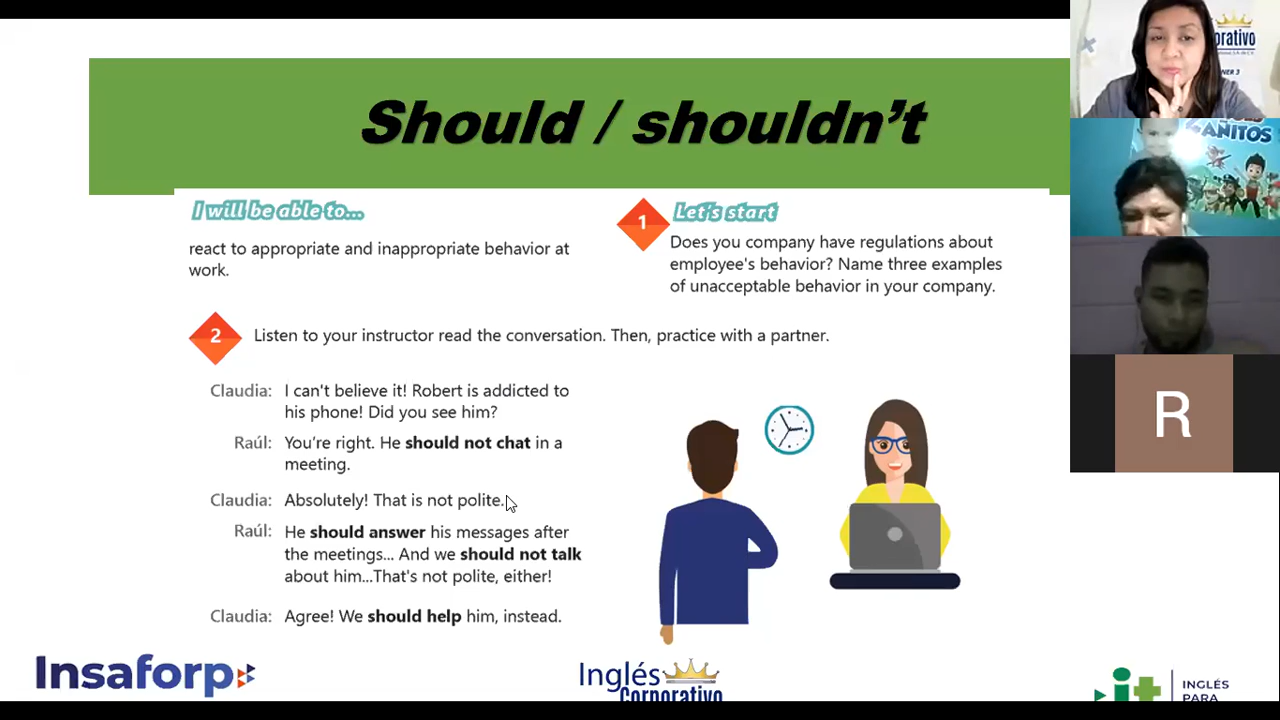 Should / shouldn't
I will be able to...
react to appropriate and inappropriate behavior at
work.
1
Let's start
Does you company have regulations about
employee's behavior? Name three examples
of unacceptable behavior in your company.
2
Listen to your instructor read the conversation. Then, practice with a partner.
Claudia: I can't believe it! Robert is addicted to
his phone! Did you see him?
Raúl: You're right. He should not chat in a
meeting.
Claudia: Absolutely! That is not polite.
Raúl: He should answer his messages after
the meetings... And we should not talk
about him...That's not polite, either!
Claudia: Agree! We should help him, instead.
Insaforp
Inglés
Corporativo
it
INGLÉS
PARA
orativo
NER 3
AÑITOS
R